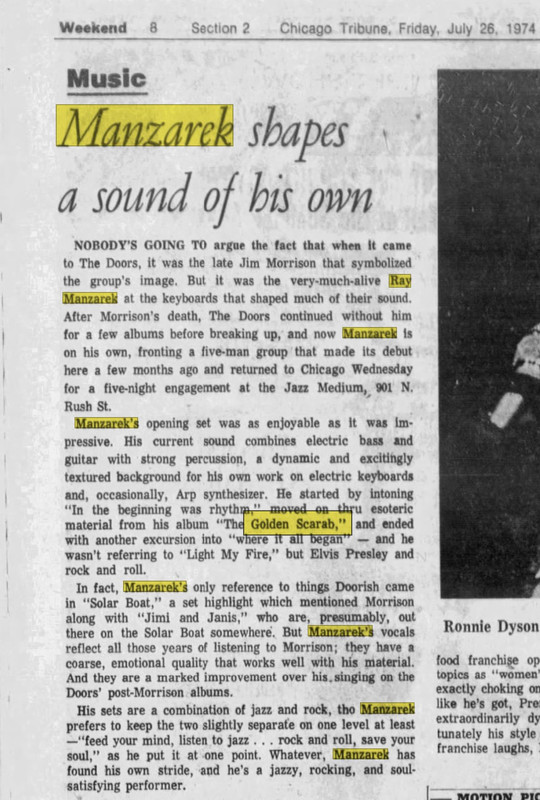 Weekend 8 Section 2 Chicago Tribune, Friday, July 26, 1974
Music
Manzarek shapes
a sound of his own
NOBODY'S GOING TO argue the fact that when it came
to The Doors, it was the late Jim Morrison that symbolized
the group's image. But it was the very-much-alive Ray
Manzarek at the keyboards that shaped much of their sound.
After Morrison's death, The Doors continued without him
for a few albums before breaking up, and now Manzarek is
on his own, fronting a five-man group that made its debut
here a few months ago and returned to Chicago Wednesday
for a five-night engagement at the Jazz Medium, 901 N.
Rush St.
Manzarek's opening set was as enjoyable as it was im-
pressive. His current sound combines electric bass and
guitar with strong percussion, a dynamic and excitingly
textured background for his own work on electric keyboards
and, occasionally, Arp synthesizer. He started by intoning
"In the beginning was rhythm," moved on thru esoteric
material from his album "The Golden Scarab," and ended
with another excursion into "where it all began" — and he
wasn't referring to "Light My Fire," but Elvis Presley and
rock and roll.
In fact, Manzarek's only reference to things Doorish came
in "Solar Boat," a set highlight which mentioned Morrison
along with "Jimi and Janis," who are, presumably, out
there on the Solar Boat somewhere. But Manzarek's vocals
reflect all those years of listening to Morrison; they have a
coarse, emotional quality that works well with his material.
And they are a marked improvement over his singing on the
Doors' post-Morrison albums.
His sets are a combination of jazz and rock, tho Manzarek
prefers to keep the two slightly separate on one level at least
—"feed your mind, listen to jazz . . . rock and roll, save your
soul," as he put it at one point. Whatever, Manzarek has
found his own stride, and he's a jazzy, rocking, and soul-
satisfying performer.
Ronnie Dyson
food franchise op
topics as "women'
exactly choking on
like he's got, Pre
extraordinarily dy
tunately his style
franchise laughs,
MOTION PIC